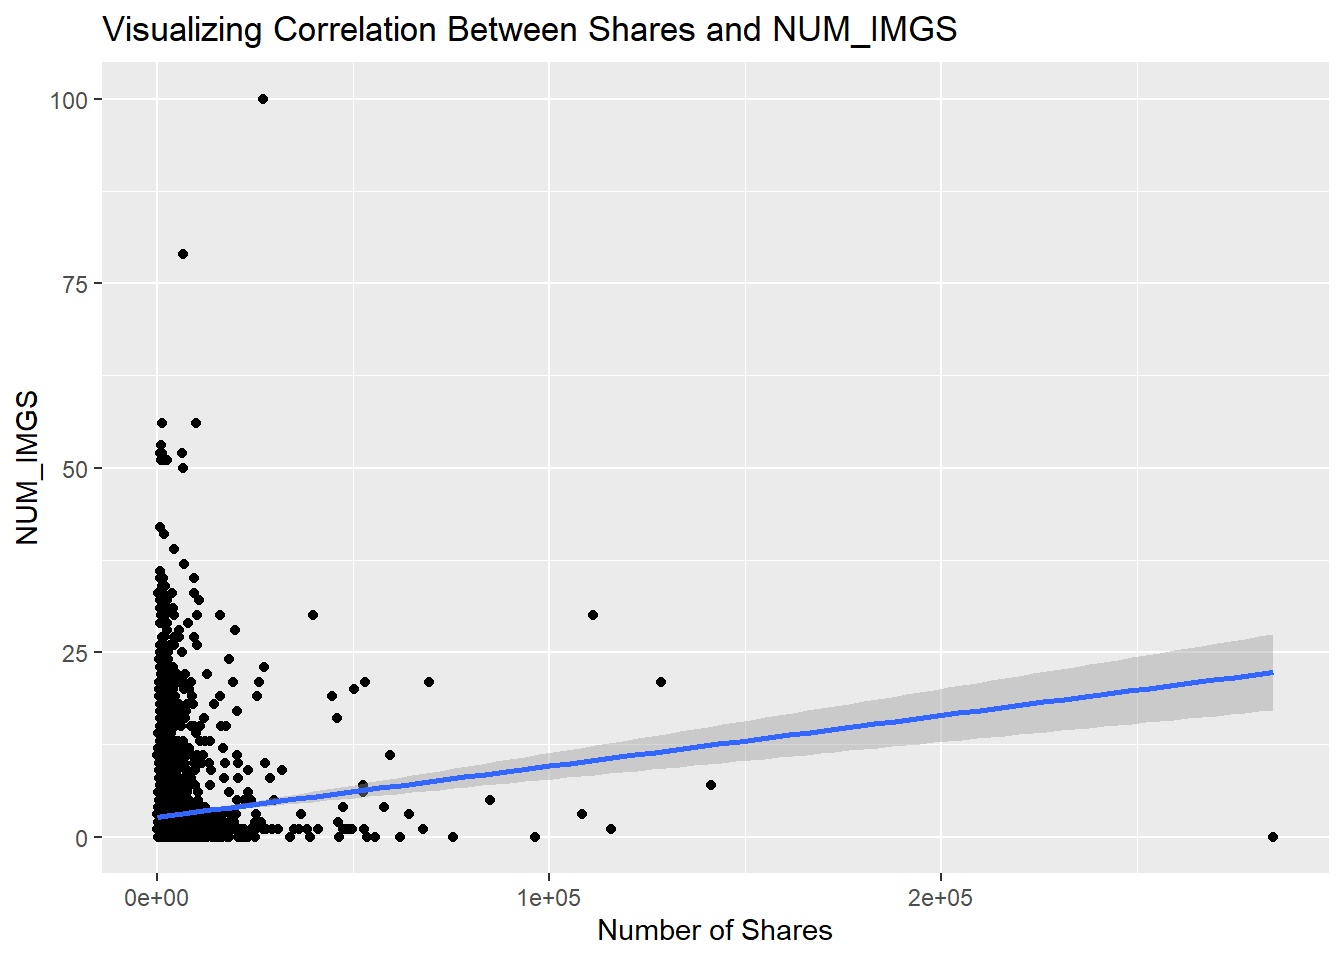 Visualizing Correlation Between Shares and NUM_IMGS
100
75
50
25
0
NUM_IMGS
0e+00 1e+05 2e+05
Number of Shares